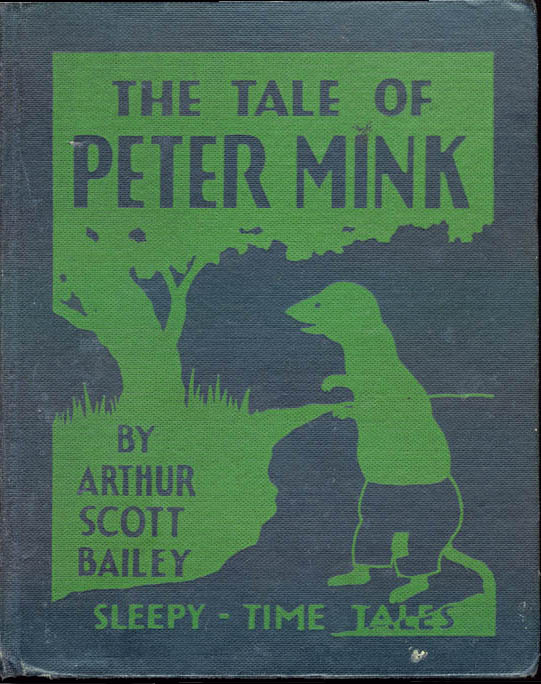 THE TALE OF
PETER MINK
BY
ARTHUR
SCOTT
BAILEY
SLEEPY - TIME TALES